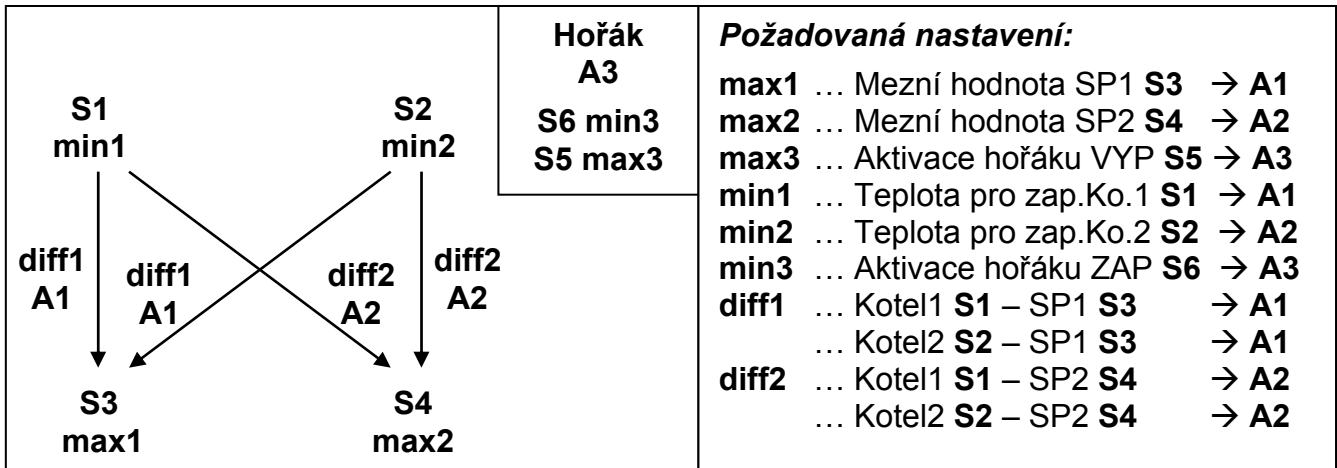 S1
min1
S2
min2
diff1
A1
diff1
A1
diff2
A2
diff2
A2
S3
max1
S4
max2
Hořák
A3
S6 min3
S5 max3
Požadovaná nastavení:
max1 … Mezní hodnota SP1 S3 → A1
max2 … Mezní hodnota SP2 S4 → A2
max3 … Aktivace hořáku VYP S5 → A3
min1 … Teplota pro zap.Ko.1 S1 → A1
min2 … Teplota pro zap.Ko.2 S2 → A2
min3 … Aktivace hořáku ZAP S6 → A3
diff1 … Kotel1 S1 – SP1 S3 → A1
… Kotel2 S2 – SP1 S3 → A1
diff2 … Kotel1 S1 – SP2 S4 → A2
… Kotel2 S2 – SP2 S4 → A2